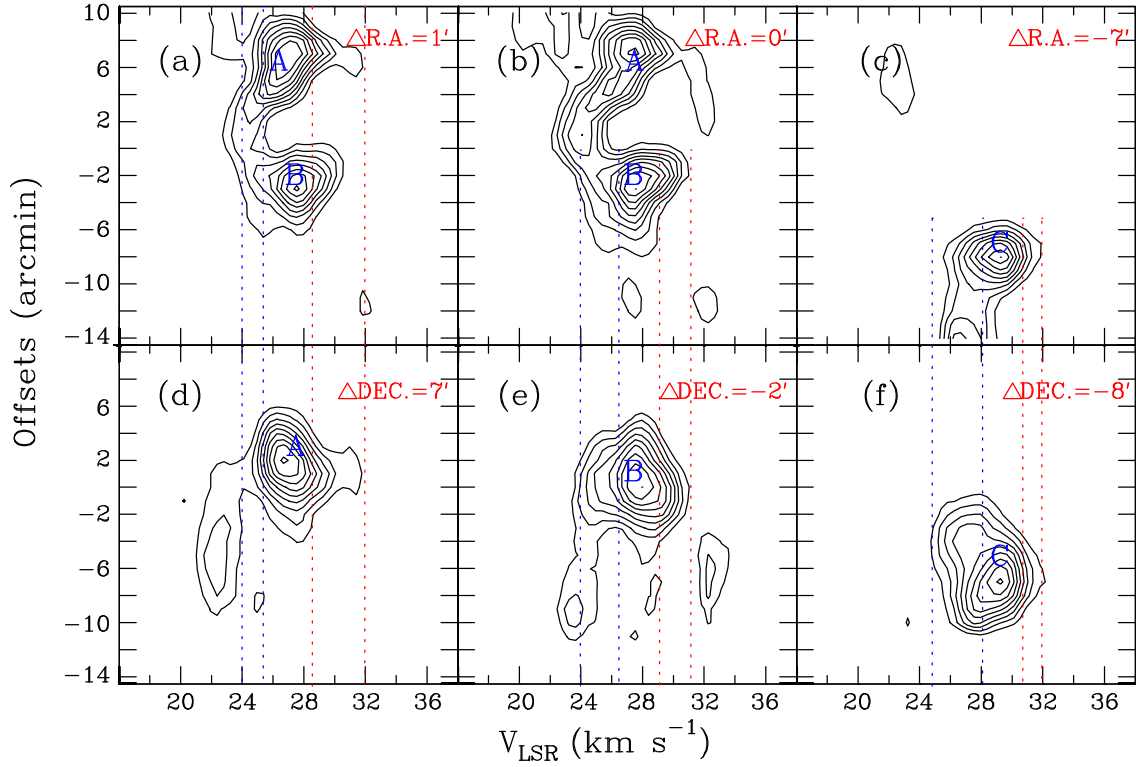 (a) △R.A.=1′
A
B
(b) △R.A.=0′
A
B
(c) △R.A.=−7′
C
10
6
2
−2
−6
−10
−14
Offsets (arcmin)
(d) △DEC.=7′
A
(e) △DEC.=−2′
B
(f) △DEC.=−8′
C
6
2
−2
−6
−10
−14
20 24 28 32 36 20 24 28 32 36 20 24 28 32 36
V_LSR (km s⁻¹)